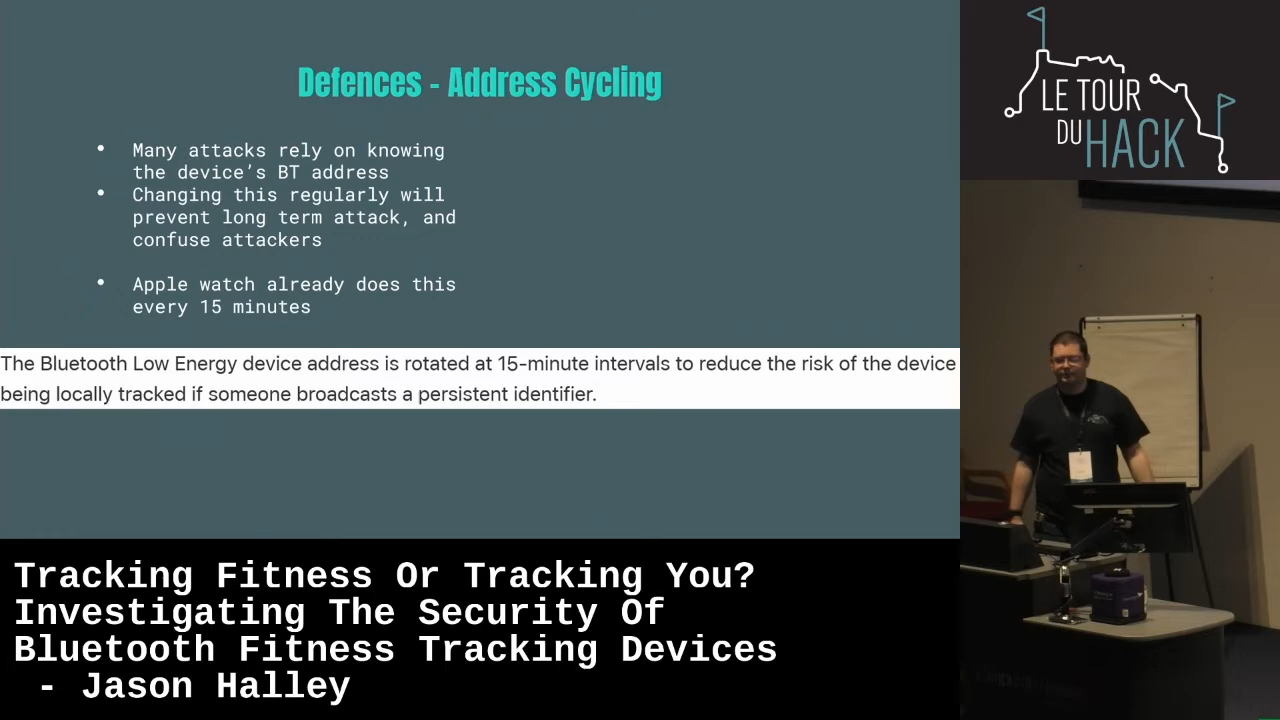 Defences - Address Cycling
• Many attacks rely on knowing
the device’s BT address
• Changing this regularly will
prevent long term attack, and
confuse attackers
• Apple watch already does this
every 15 minutes
The Bluetooth Low Energy device address is rotated at 15-minute intervals to reduce the risk of the device
being locally tracked if someone broadcasts a persistent identifier.
LE TOUR
DU HACK
Tracking Fitness Or Tracking You?
Investigating The Security Of
Bluetooth Fitness Tracking Devices
- Jason Halley